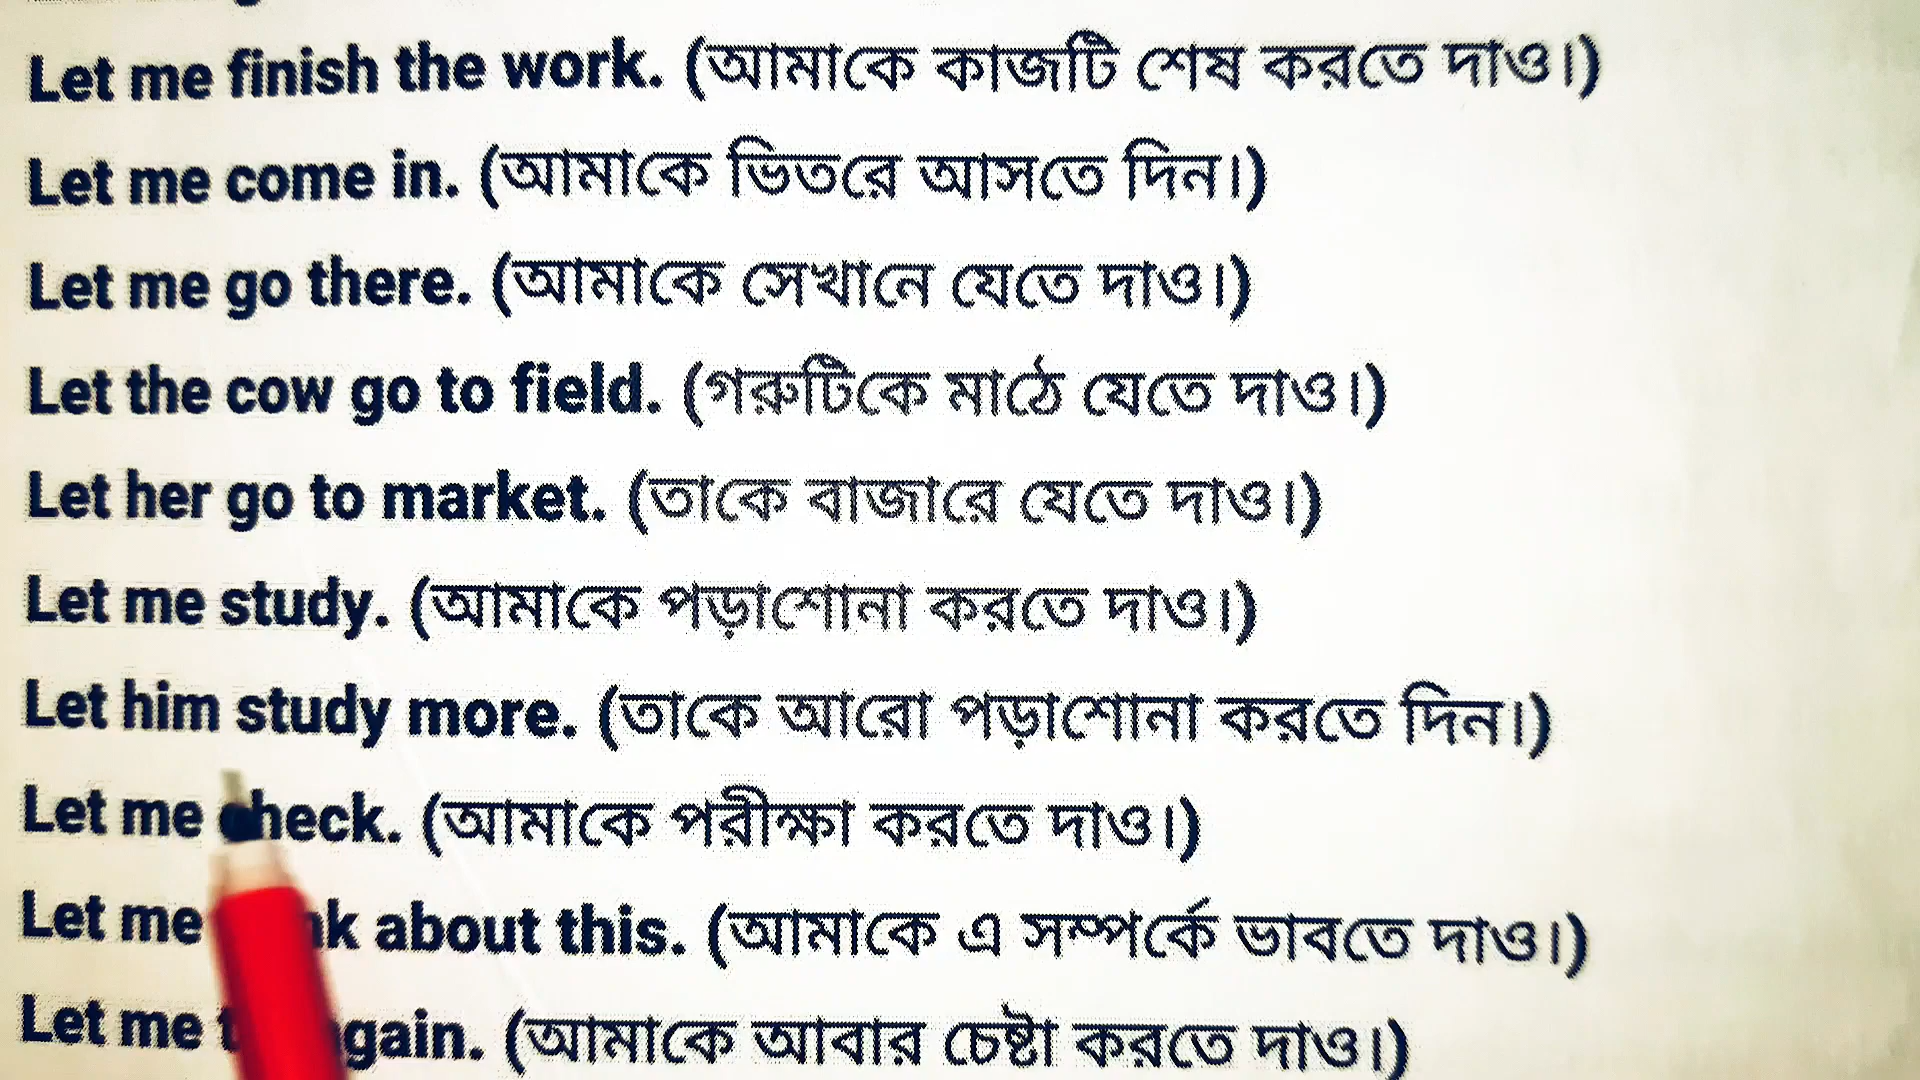 Let me finish the work. (আমাকে কাজটি শেষ করতে দাও।)
Let me come in. (আমাকে ভিতরে আসতে দিন।)
Let me go there. (আমাকে সেখানে যেতে দাও।)
Let the cow go to field. (গরুটিকে মাঠে যেতে দাও।)
Let her go to market. (তাকে বাজারে যেতে দাও।)
Let me study. (আমাকে পড়াশোনা করতে দাও।)
Let him study more. (তাকে আরো পড়াশোনা করতে দিন।)
Let me check. (আমাকে পরীক্ষা করতে দাও।)
Let me about this. (আমাকে এ সম্পর্কে ভাবতে দাও।)
Let me again. (আমাকে আবার চেষ্টা করতে দাও।)